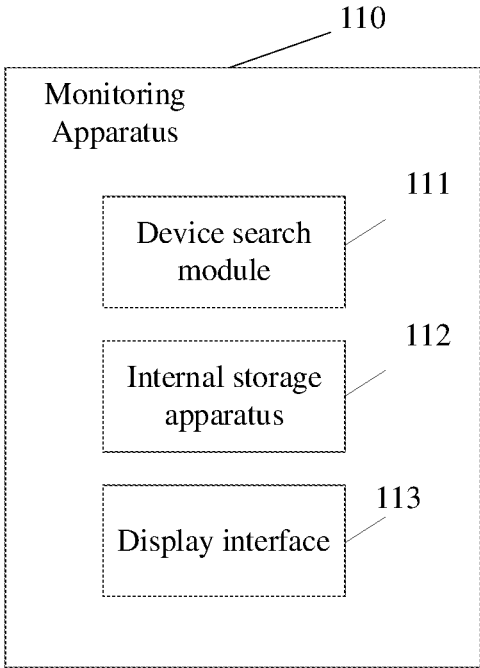 110
Monitoring
Apparatus
111
Device search
module
112
Internal storage
apparatus
113
Display interface